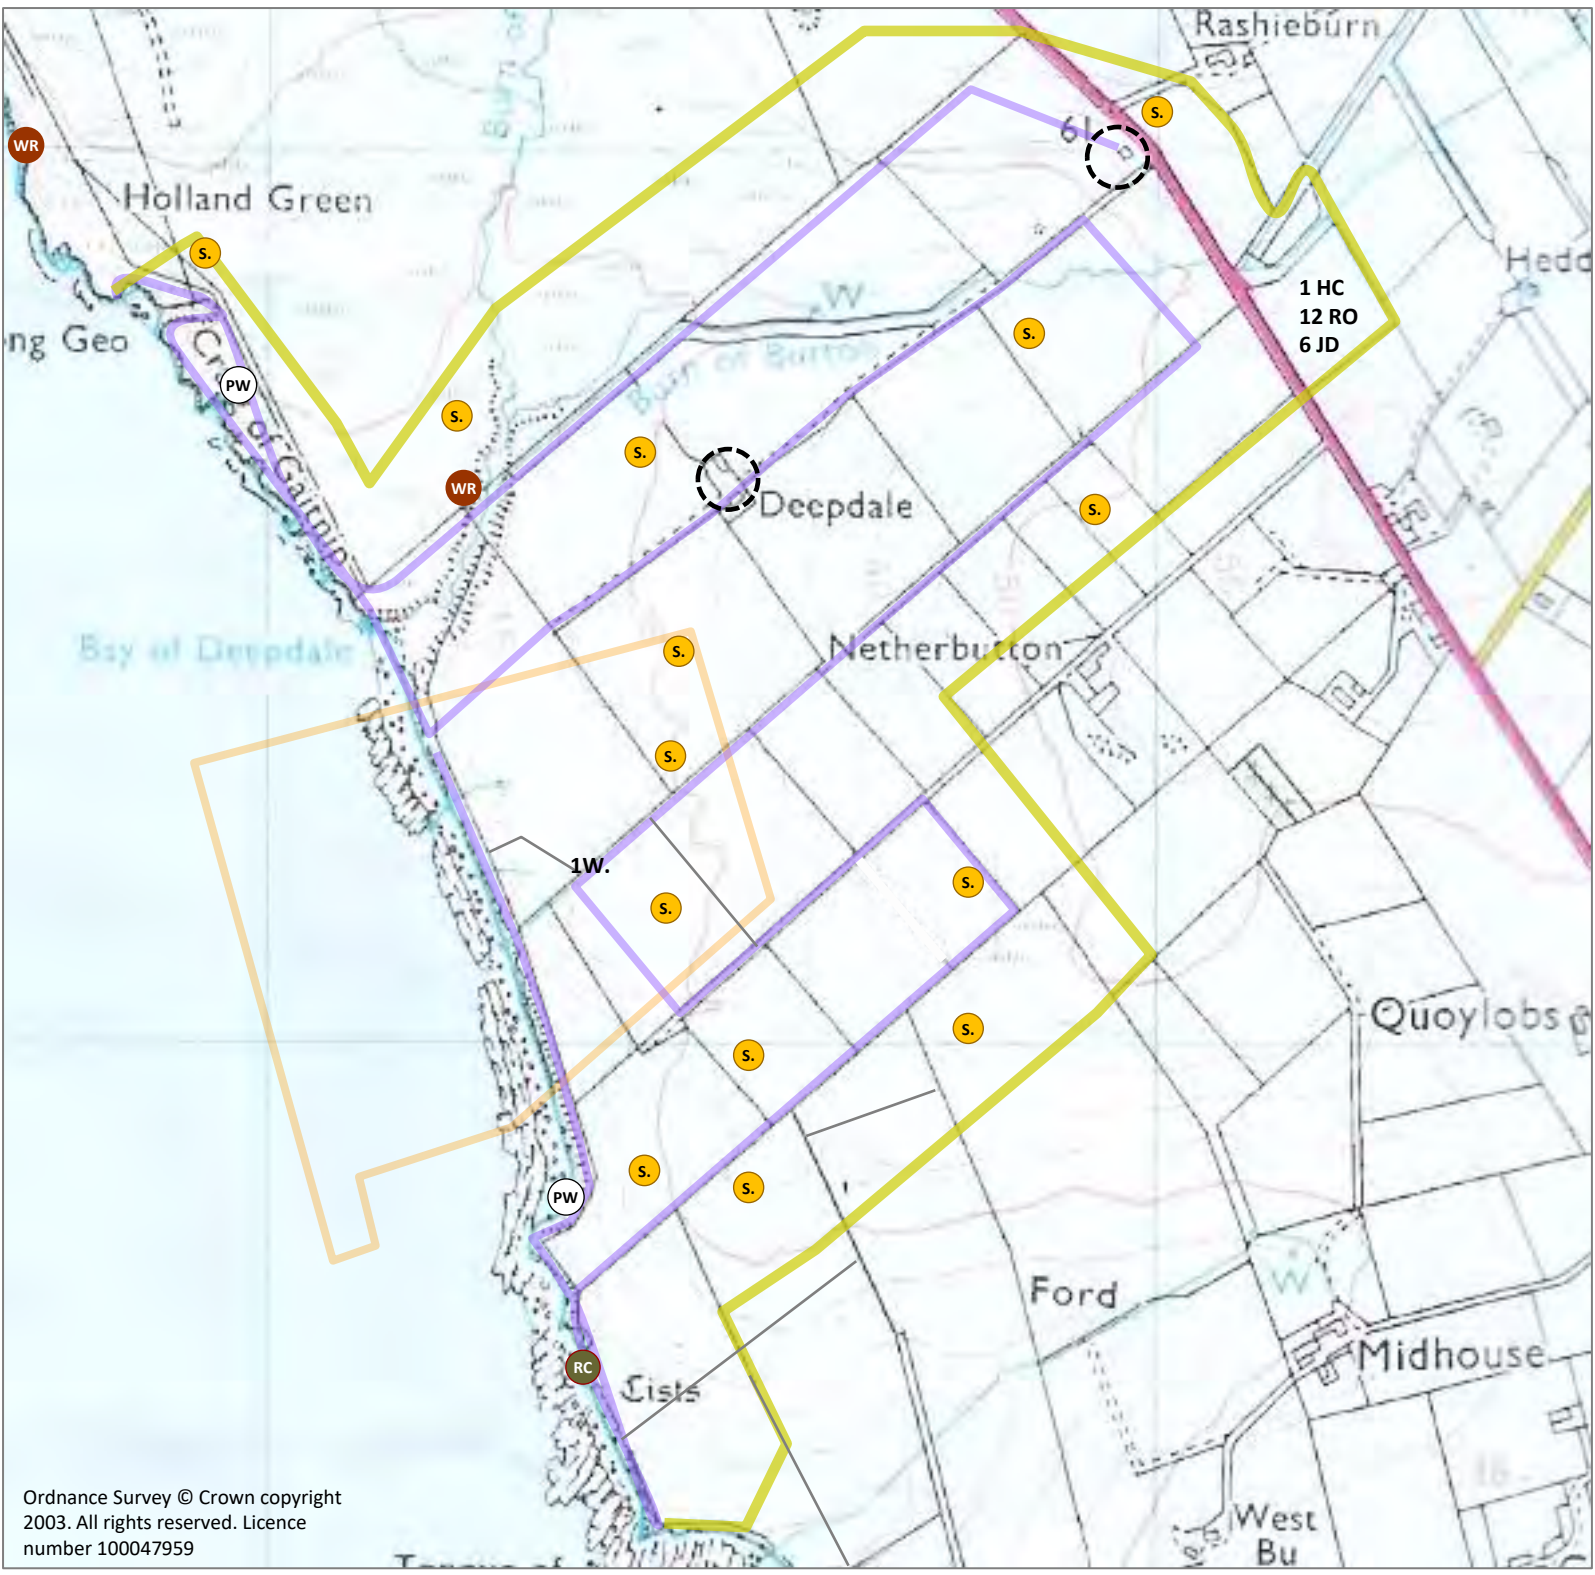 Rashieburn
S.
61
WR
Holland Green
S.
Hedd
1 HC
12 RO
6 JD
W
ng Geo
S.
Burn of Burton
PW
S.
S.
WR
Deepdale
S.
Craig of Gairn
Bay of Deepdale
S.
Netherbutton
S.
1W.
S.
S.
Quoylobs
S.
S.
S.
S.
PW
Ford
W
Midhouse
RC
Cists
Ordnance Survey © Crown copyright
2003. All rights reserved. Licence
number 100047959
West
Bu